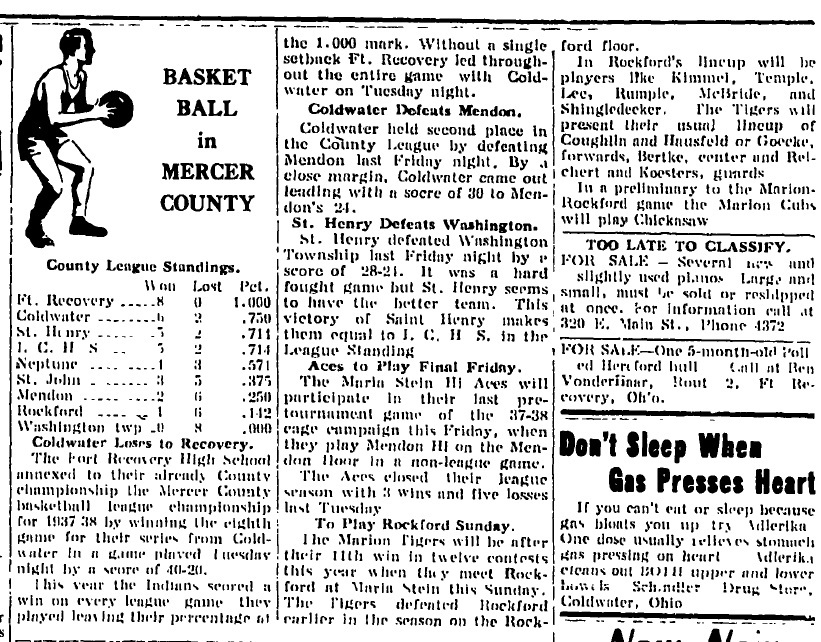 BASKET
BALL
in
MERCER
COUNTY
County League Standings.
Won Lost Pct.
Ft. Recovery .....8 0 1.000
Coldwater ........6 2 .750
St. Henry .....5 2 .714
I. C. H S .. 5 2 .714
Neptune ........4 3 .571
St. John ........3 5 .375
Mendon ......2 6 .250
Rockford ..... 1 6 .142
Washington twp .0 8 .000
Coldwater Loses to Recovery.
The Fort Recovery High School
annexed to their already County
championship the Mercer County
basketball league championship
for 1937-38 by winning the eighth
game for their series from Cold-
water in a game played Tuesday
night by a score of 40-20.
This year the Indians scored a
win on every league game they
played leaving their percentage at
the 1.000 mark. Without a single
setback Ft. Recovery led through-
out the entire game with Cold-
water on Tuesday night.
Coldwater Defeats Mendon.
Coldwater held second place in
the County League by defeating
Mendon last Friday night. By a
close margin, Coldwater came out
leading with a socre of 30 to Men-
don's 24.
St. Henry Defeats Washington.
St. Henry defeated Washington
Township last Friday night by a
score of 28-24. It was a hard
fought game but St. Henry seems
to have the better team. This
victory of Saint Henry makes
them equal to I. C. H S. in the
League Standing
Aces to Play Final Friday.
The Maria Stein Hi Aces will
participate in their last pre-
tournament game of the 37-38
cage campaign this Friday, when
they play Mendon Hi on the Men-
don floor in a non-league game.
The Aces closed their league
season with 3 wins and five losses
last Tuesday
To Play Rockford Sunday.
The Marion Tigers will be after
their 11th win in twelve contests
this year when they meet Rock-
ford at Maria Stein this Sunday.
The Tigers defeated Rockford
earlier in the season on the Rock-
ford floor.
In Rockford's lineup will be
players like Kimmel, Temple,
Lee, Rumple, McBride, and
Shingledecker. The Tigers will
present their usual lineup of
Coughlin and Hausfeld or Goecke,
forwards, Bertke, center and Rei-
chert and Koesters, guards
In a preliminary to the Marion-
Rockford game the Marion Cubs
will play Chickasaw
TOO LATE TO CLASSIFY.
FOR SALE — Several new and
slightly used pianos Large and
small, must be sold or reshipped
at once. For information call at
320 E. Main St., Phone 4372
FOR SALE—One 5-month-old Poll
ed Hereford bull Call at Ben
Vonderlinar, Rout 2, Ft Re-
covery, Oh'o.
Don't Sleep When
Gas Presses Heart
If you can't eat or sleep because
gas bloats you up try Adlerika
One dose usually relieves stomach
gas pressing on heart Adlerika
cleans out BOTH upper and lower
bowels Schindler Drug Store,
Coldwater, Ohio